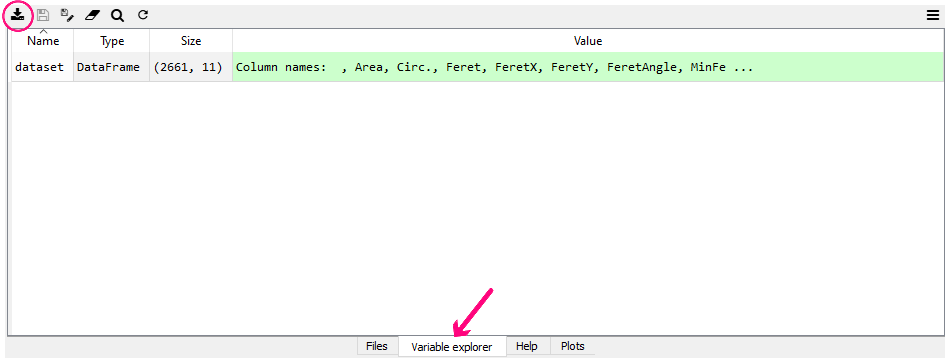 Name Type Size Value
dataset DataFrame (2661, 11) Column names:  , Area, Circ., Feret, FeretX, FeretY, FeretAngle, MinFe ...
Files Variable explorer Help Plots